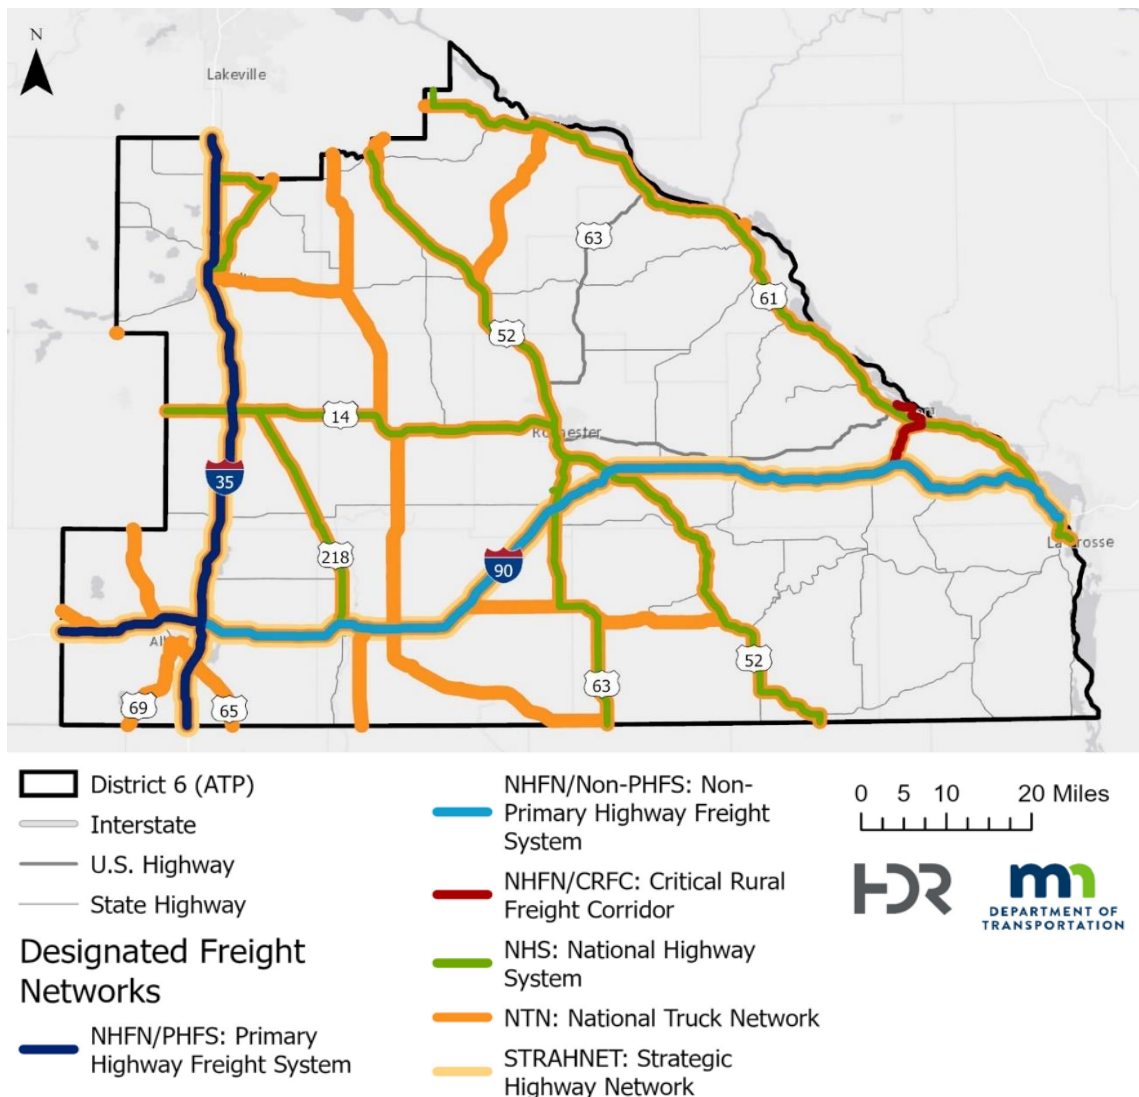 N
Lakeville
63
61
52
14
Rochester
35
218
90
La Crosse
Al
52
63
69
65
District 6 (ATP)
Interstate
U.S. Highway
State Highway
Designated Freight
Networks
NHFN/PHFS: Primary
Highway Freight System
NHFN/Non-PHFS: Non-
Primary Highway Freight
System
NHFN/CRFC: Critical Rural
Freight Corridor
NHS: National Highway
System
NTN: National Truck Network
STRAHNET: Strategic
Highway Network
0 5 10 20 Miles
HDR
mn
DEPARTMENT OF
TRANSPORTATION